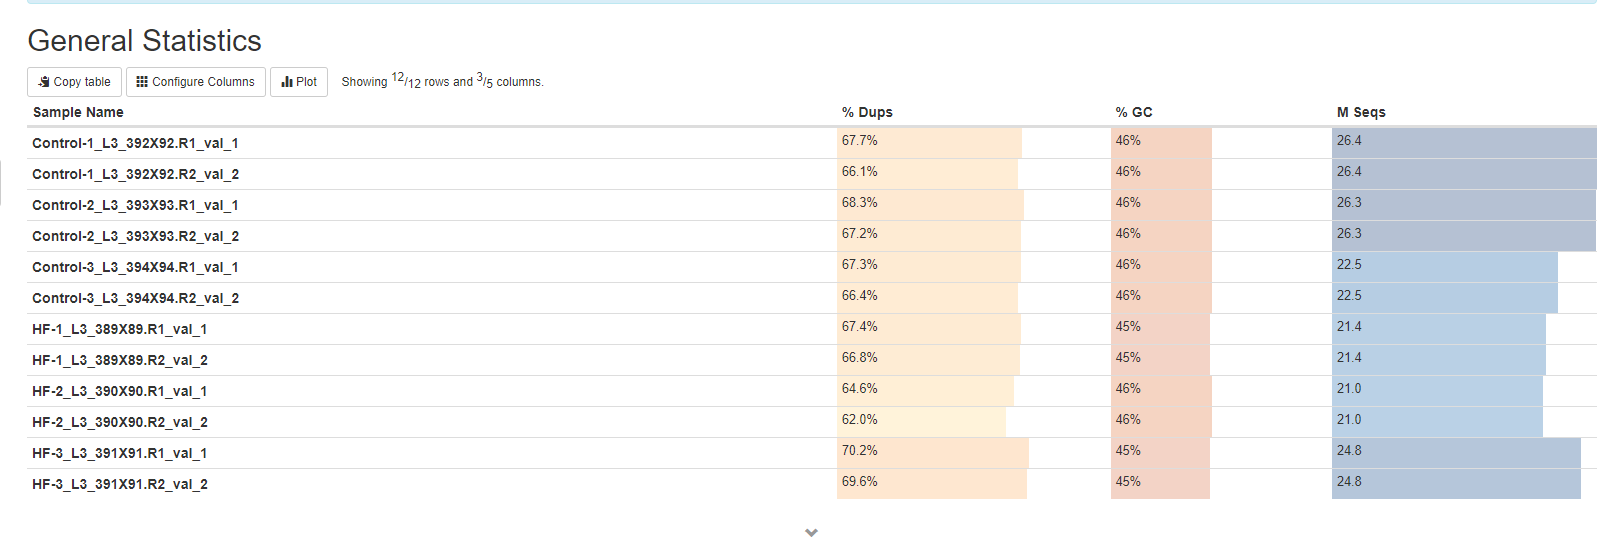 General Statistics
Copy table Configure Columns Plot Showing 12/12 rows and 3/5 columns.
Sample Name % Dups % GC M Seqs
Control-1_L3_392X92.R1_val_1 67.7% 46% 26.4
Control-1_L3_392X92.R2_val_2 66.1% 46% 26.4
Control-2_L3_393X93.R1_val_1 68.3% 46% 26.3
Control-2_L3_393X93.R2_val_2 67.2% 46% 26.3
Control-3_L3_394X94.R1_val_1 67.3% 46% 22.5
Control-3_L3_394X94.R2_val_2 66.4% 46% 22.5
HF-1_L3_389X89.R1_val_1 67.4% 45% 21.4
HF-1_L3_389X89.R2_val_2 66.8% 45% 21.4
HF-2_L3_390X90.R1_val_1 64.6% 46% 21.0
HF-2_L3_390X90.R2_val_2 62.0% 46% 21.0
HF-3_L3_391X91.R1_val_1 70.2% 45% 24.8
HF-3_L3_391X91.R2_val_2 69.6% 45% 24.8